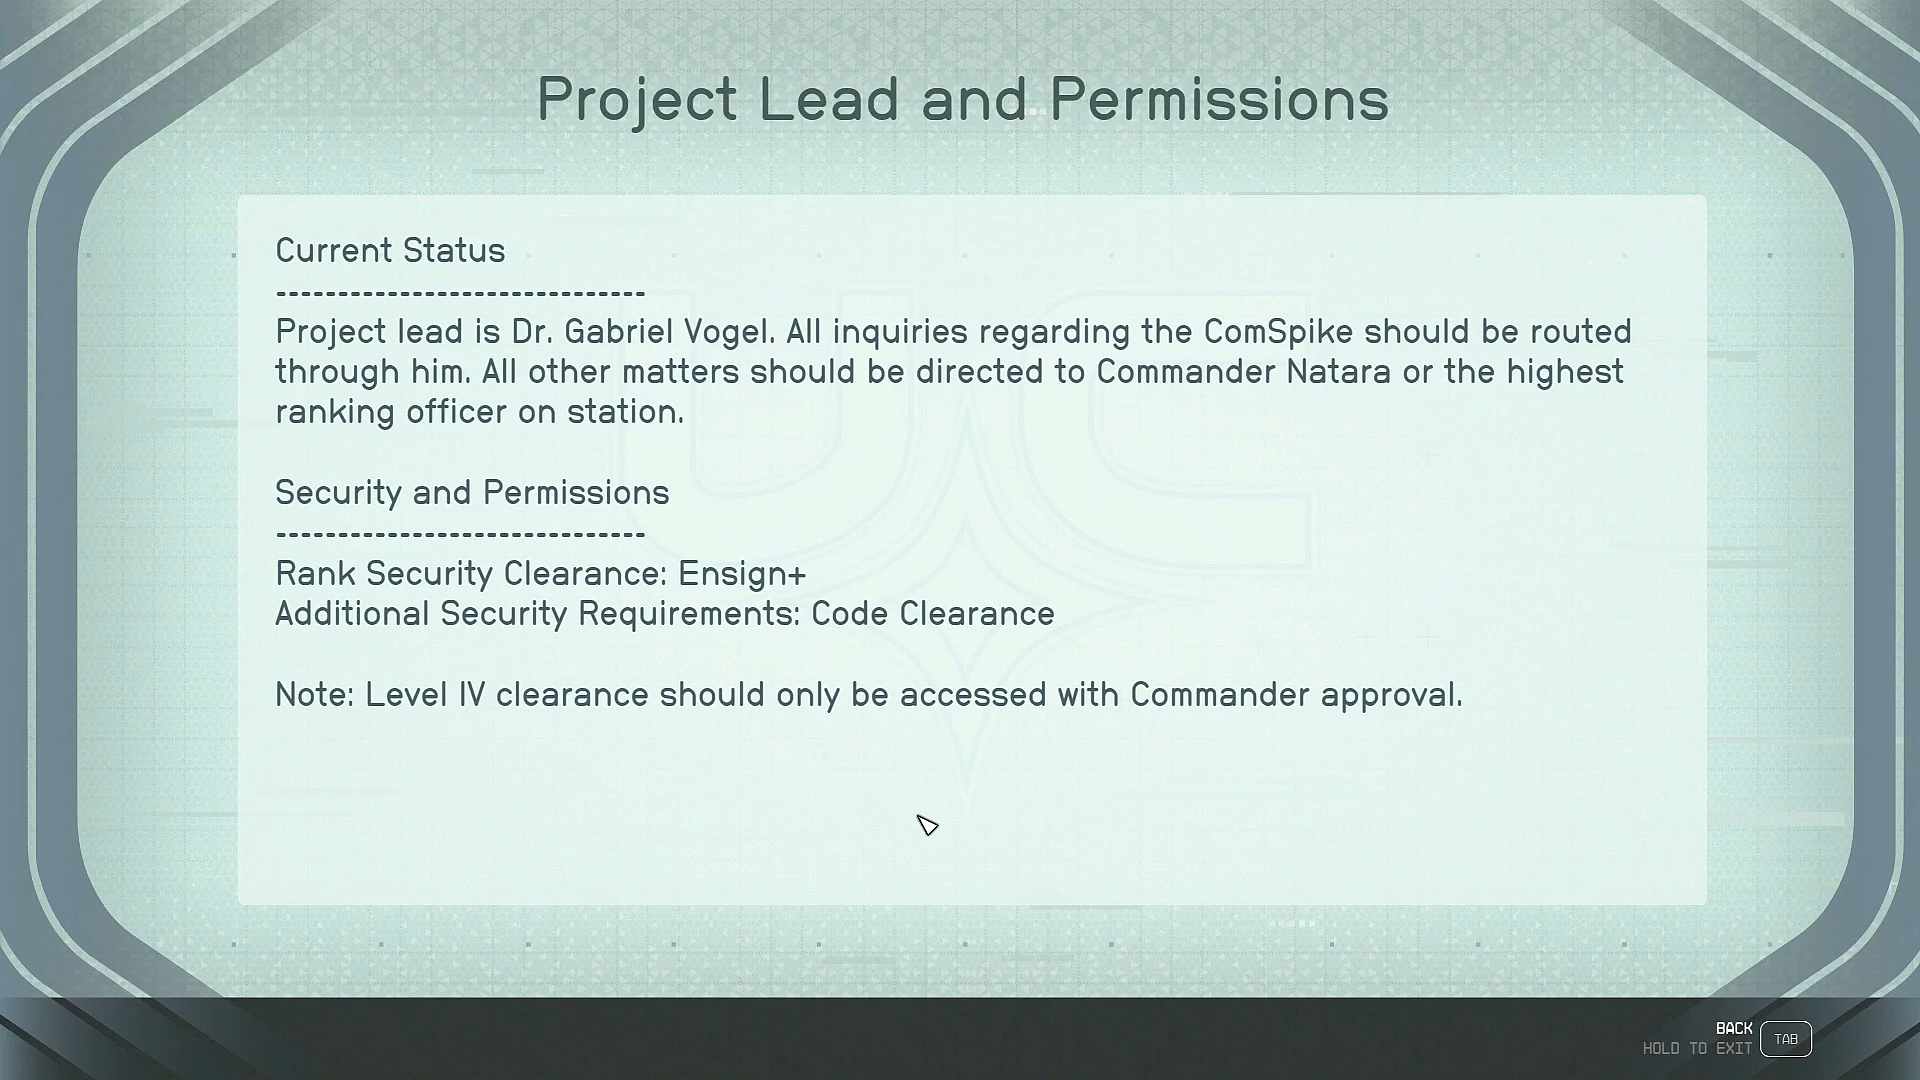 Project Lead and Permissions
Current Status
------------------------------
Project lead is Dr. Gabriel Vogel. All inquiries regarding the ComSpike should be routed
through him. All other matters should be directed to Commander Natara or the highest
ranking officer on station.
Security and Permissions
------------------------------
Rank Security Clearance: Ensign+
Additional Security Requirements: Code Clearance
Note: Level IV clearance should only be accessed with Commander approval.
UC
BACK
HOLD TO EXIT
TAB